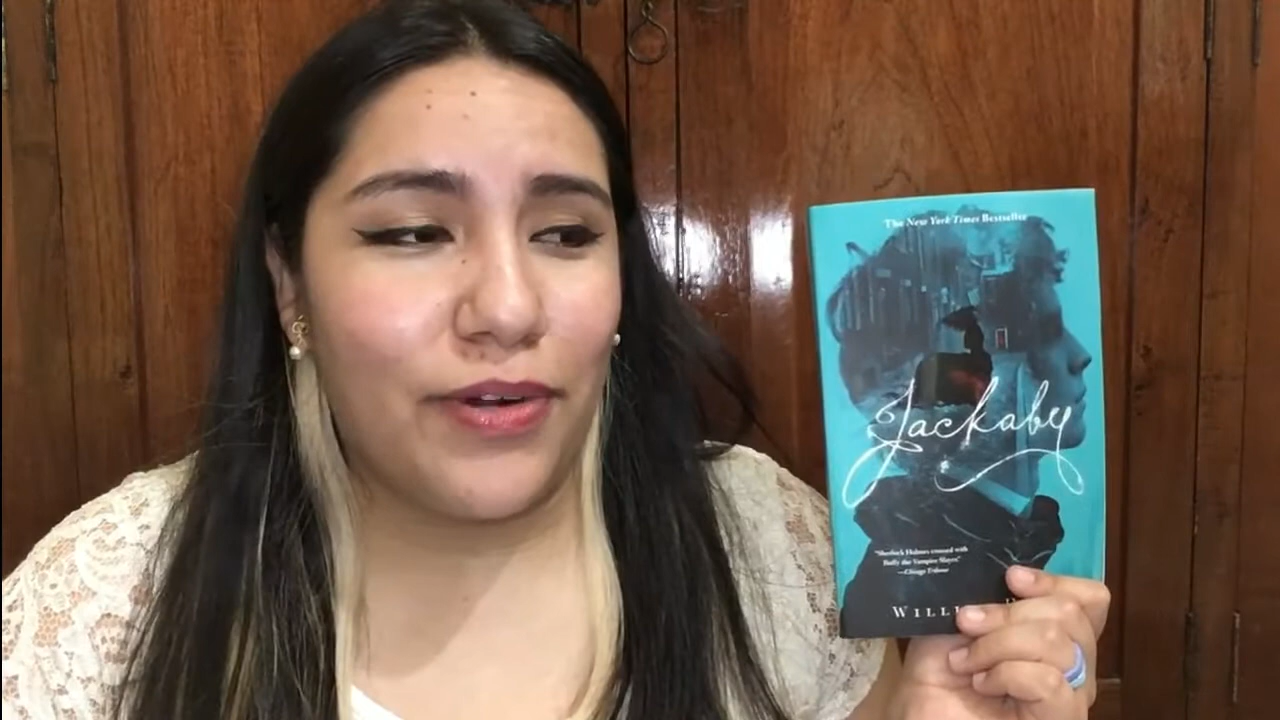 The New York Times Bestseller
Jackaby
"Sherlock Holmes crossed with
Buffy the Vampire Slayer."
—Chicago Tribune